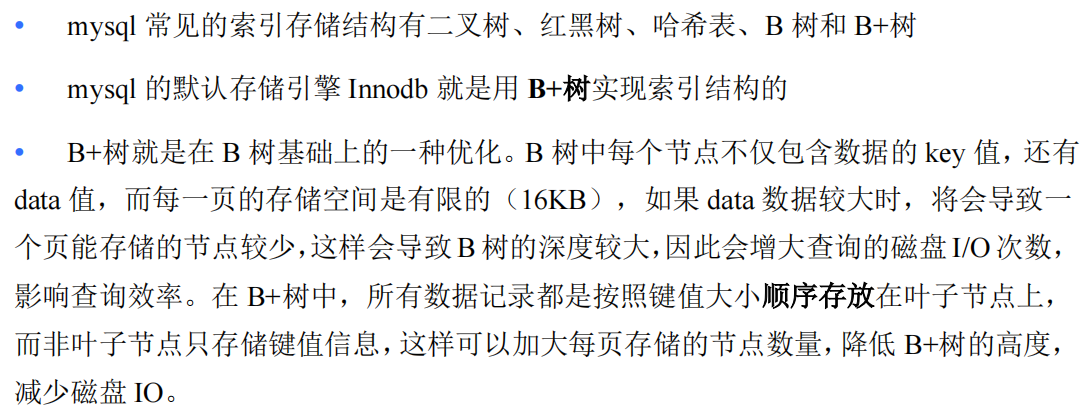 • mysql 常见的索引存储结构有二叉树、红黑树、哈希表、B 树和 B+树
• mysql 的默认存储引擎 Innodb 就是用 B+树实现索引结构的
• B+树就是在 B 树基础上的一种优化。B 树中每个节点不仅包含数据的 key 值，还有
data 值，而每一页的存储空间是有限的（16KB），如果 data 数据较大时，将会导致一
个页能存储的节点较少，这样会导致 B 树的深度较大，因此会增大查询的磁盘 I/O 次数，
影响查询效率。在 B+树中，所有数据记录都是按照键值大小顺序存放在叶子节点上，
而非叶子节点只存储键值信息，这样可以加大每页存储的节点数量，降低 B+树的高度，
减少磁盘 IO。